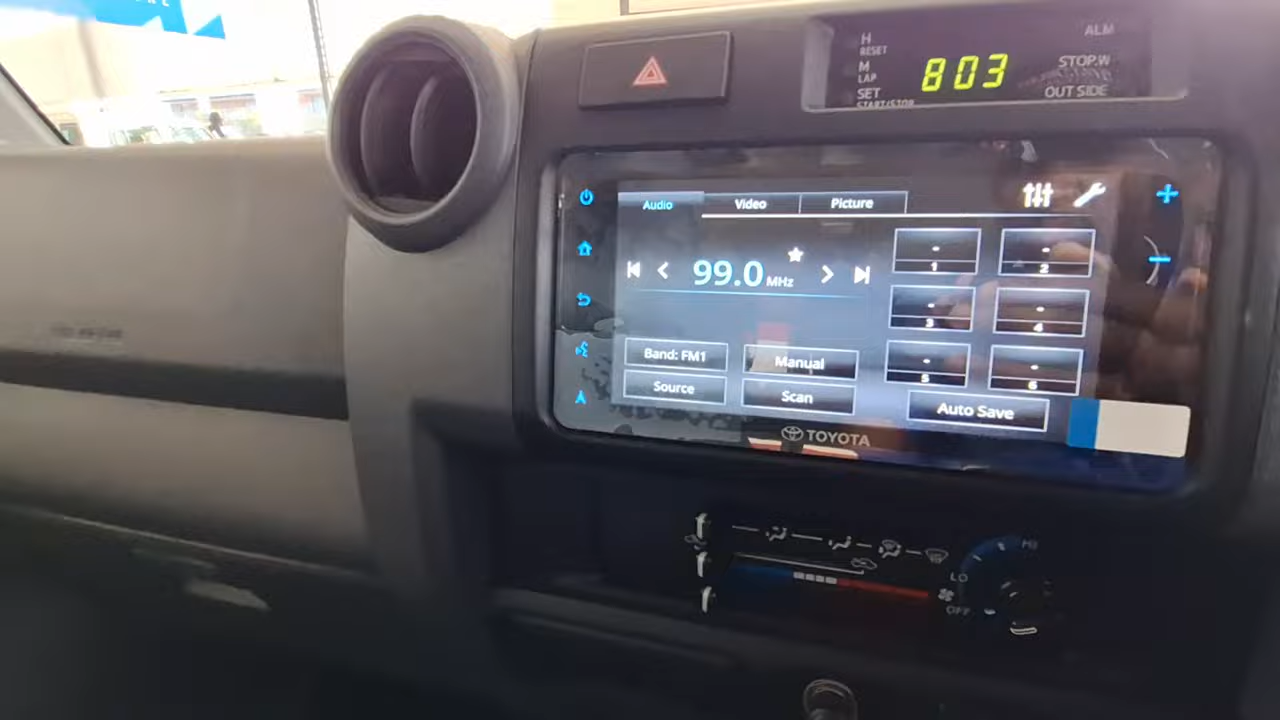 H
RESET
M
LAP
SET
START/STOP
803
ALM
STOP.W
OUT SIDE
Audio
Video
Picture
99.0 MHz
1
2
3
4
5
6
Band: FM1
Manual
Source
Scan
Auto Save
TOYOTA
HI
LO
OFF